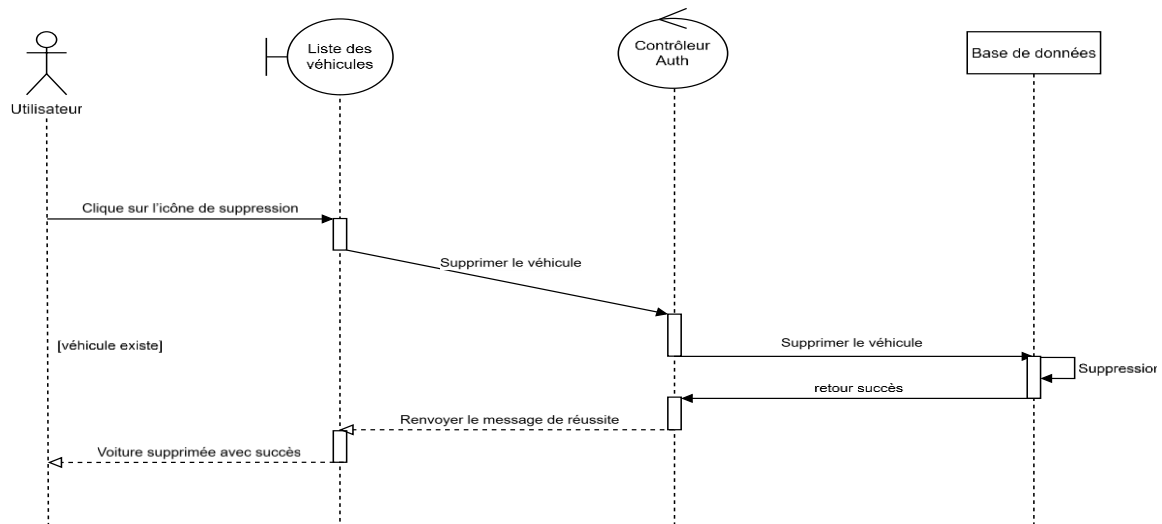 Liste des
véhicules
Contrôleur
Auth
Base de données
Utilisateur
Clique sur l'icône de suppression
Supprimer le véhicule
[véhicule existe]
Supprimer le véhicule
Suppression
retour succès
Renvoyer le message de réussite
Voiture supprimée avec succès